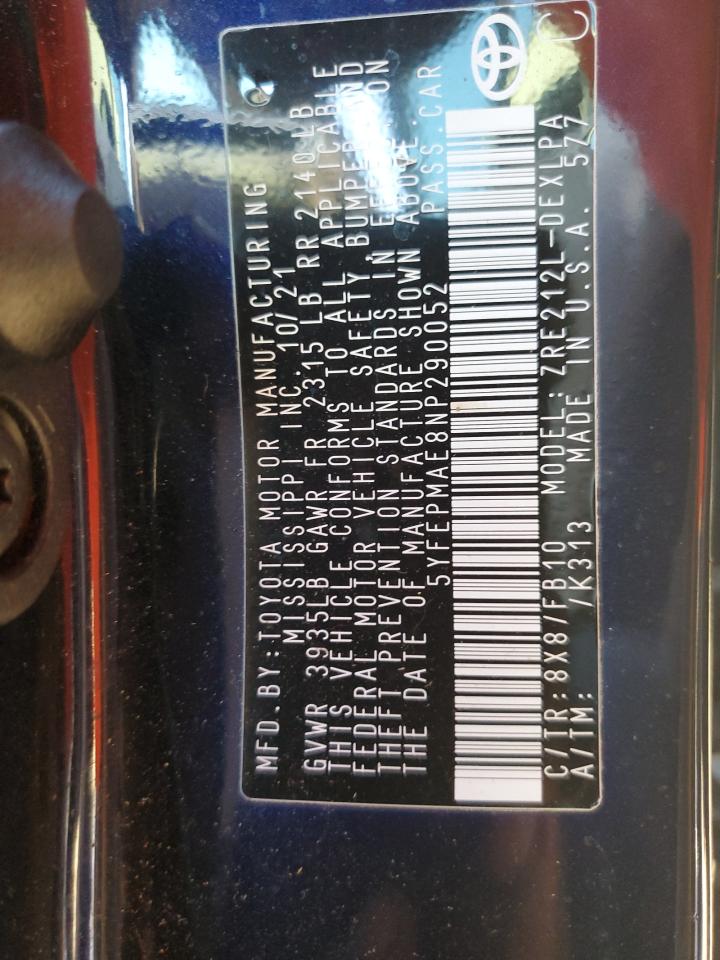 MFD.BY:TOYOTA MOTOR MANUFACTURING
MISSISSIPPI INC. 10/21
GVWR 3935LB GAWR FR 2315 LB RR 2140 LB
THIS VEHICLE CONFORMS TO ALL APPLICABLE
FEDERAL MOTOR VEHICLE SAFETY, BUMPER, AND
THEFT PREVENTION STANDARDS IN EFFECT ON
THE DATE OF MANUFACTURE SHOWN ABOVE.
5YFEPMAE8NP290052 PASS.CAR
C/TR:8X8/FB10 MODEL: ZRE212L-DEXLPA
A/TM: /K313 MADE IN U.S.A. 577
C